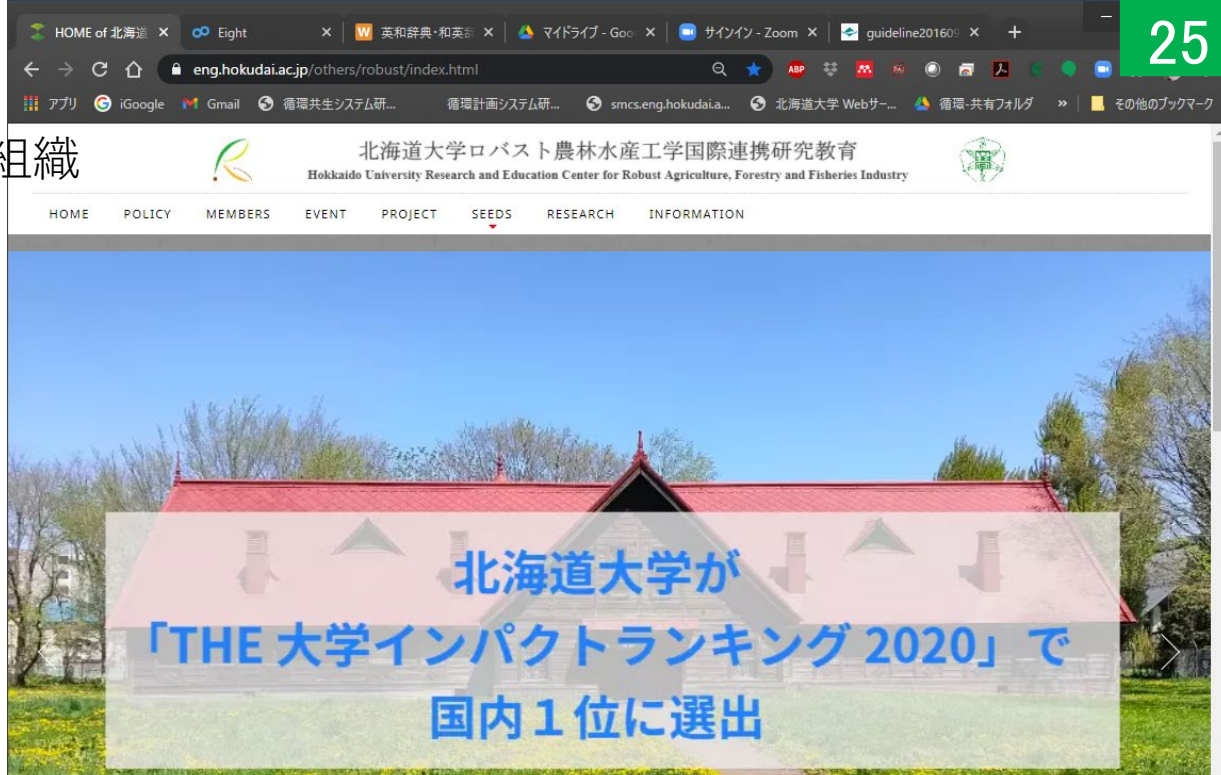 25
HOME of 北海道
Eight
英和辞典・和英辞
マイドライブ - Goo
サインイン - Zoom
guideline201609
eng.hokudai.ac.jp/others/robust/index.html
ABP
アプリ
iGoogle
Gmail
循環共生システム研...
循環計画システム研...
smcs.eng.hokudai.a...
北海道大学 Webサー...
循環-共有フォルダ
»
その他のブックマーク
組織
北海道大学ロバスト農林水産工学国際連携研究教育
Hokkaido University Research and Education Center for Robust Agriculture, Forestry and Fisheries Industry
HOME POLICY MEMBERS EVENT PROJECT SEEDS RESEARCH INFORMATION
北海道大学が
「THE 大学インパクトランキング 2020」で
国内１位に選出